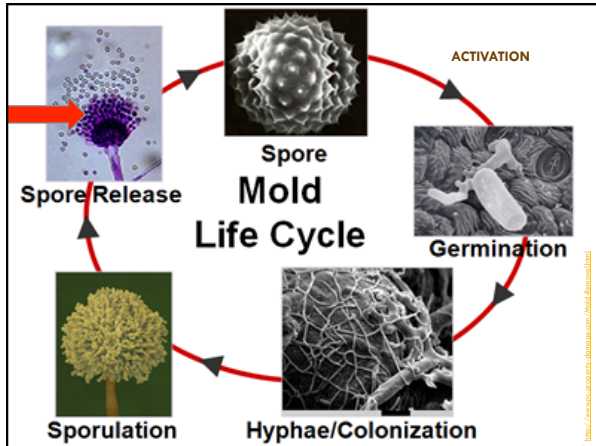 ACTIVATION
Spore
Spore Release
Mold
Life Cycle
Germination
Sporulation
Hyphae/Colonization